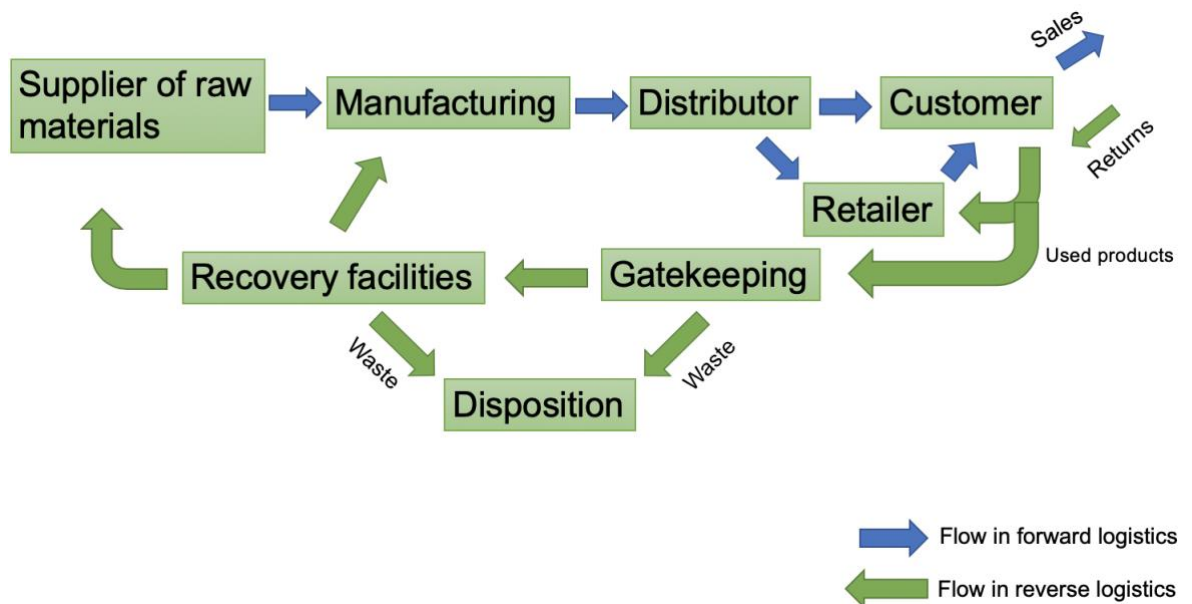 Sales
Supplier of raw
materials
Manufacturing
Distributor
Customer
Returns
Retailer
Used products
Recovery facilities
Gatekeeping
Waste
Waste
Disposition
Flow in forward logistics
Flow in reverse logistics